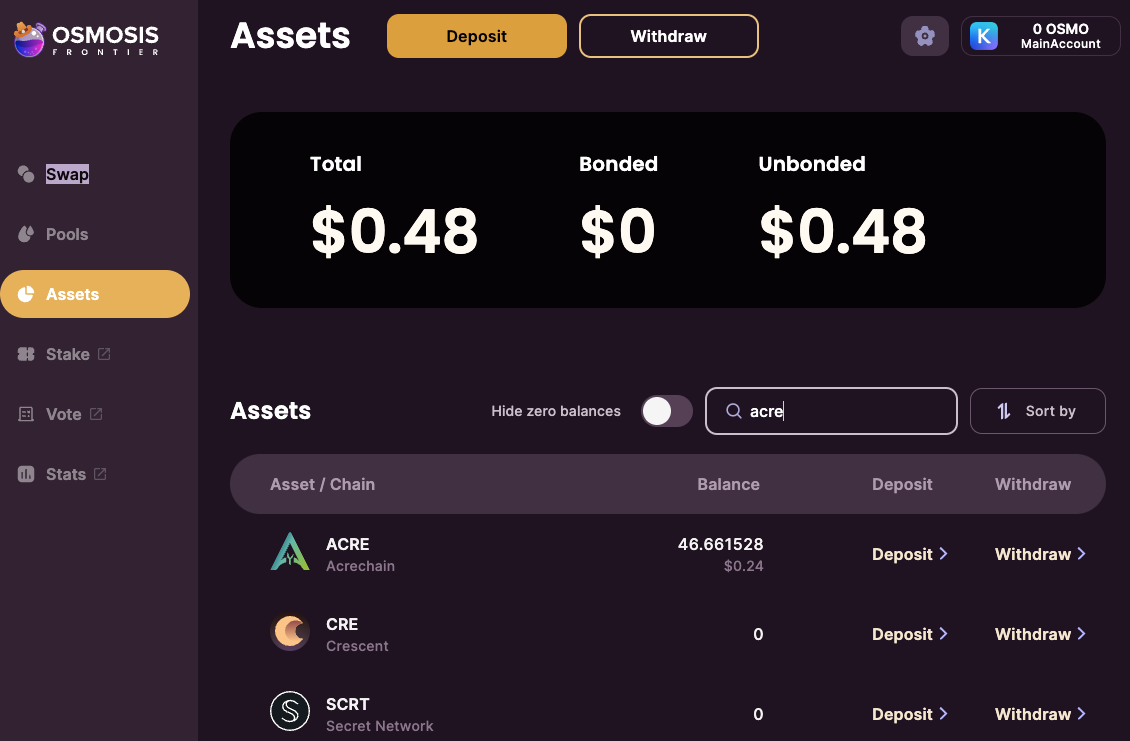 OSMOSIS
FRONTIER
Assets
Deposit
Withdraw
K
0 OSMO
MainAccount
Swap
Pools
Assets
Stake
Vote
Stats
Total
Bonded
Unbonded
$0.48
$0
$0.48
Assets
Hide zero balances
acre
Sort by
Asset / Chain
Balance
Deposit
Withdraw
ACRE
Acrechain
46.661528
$0.24
Deposit
Withdraw
CRE
Crescent
0
Deposit
Withdraw
SCRT
Secret Network
0
Deposit
Withdraw